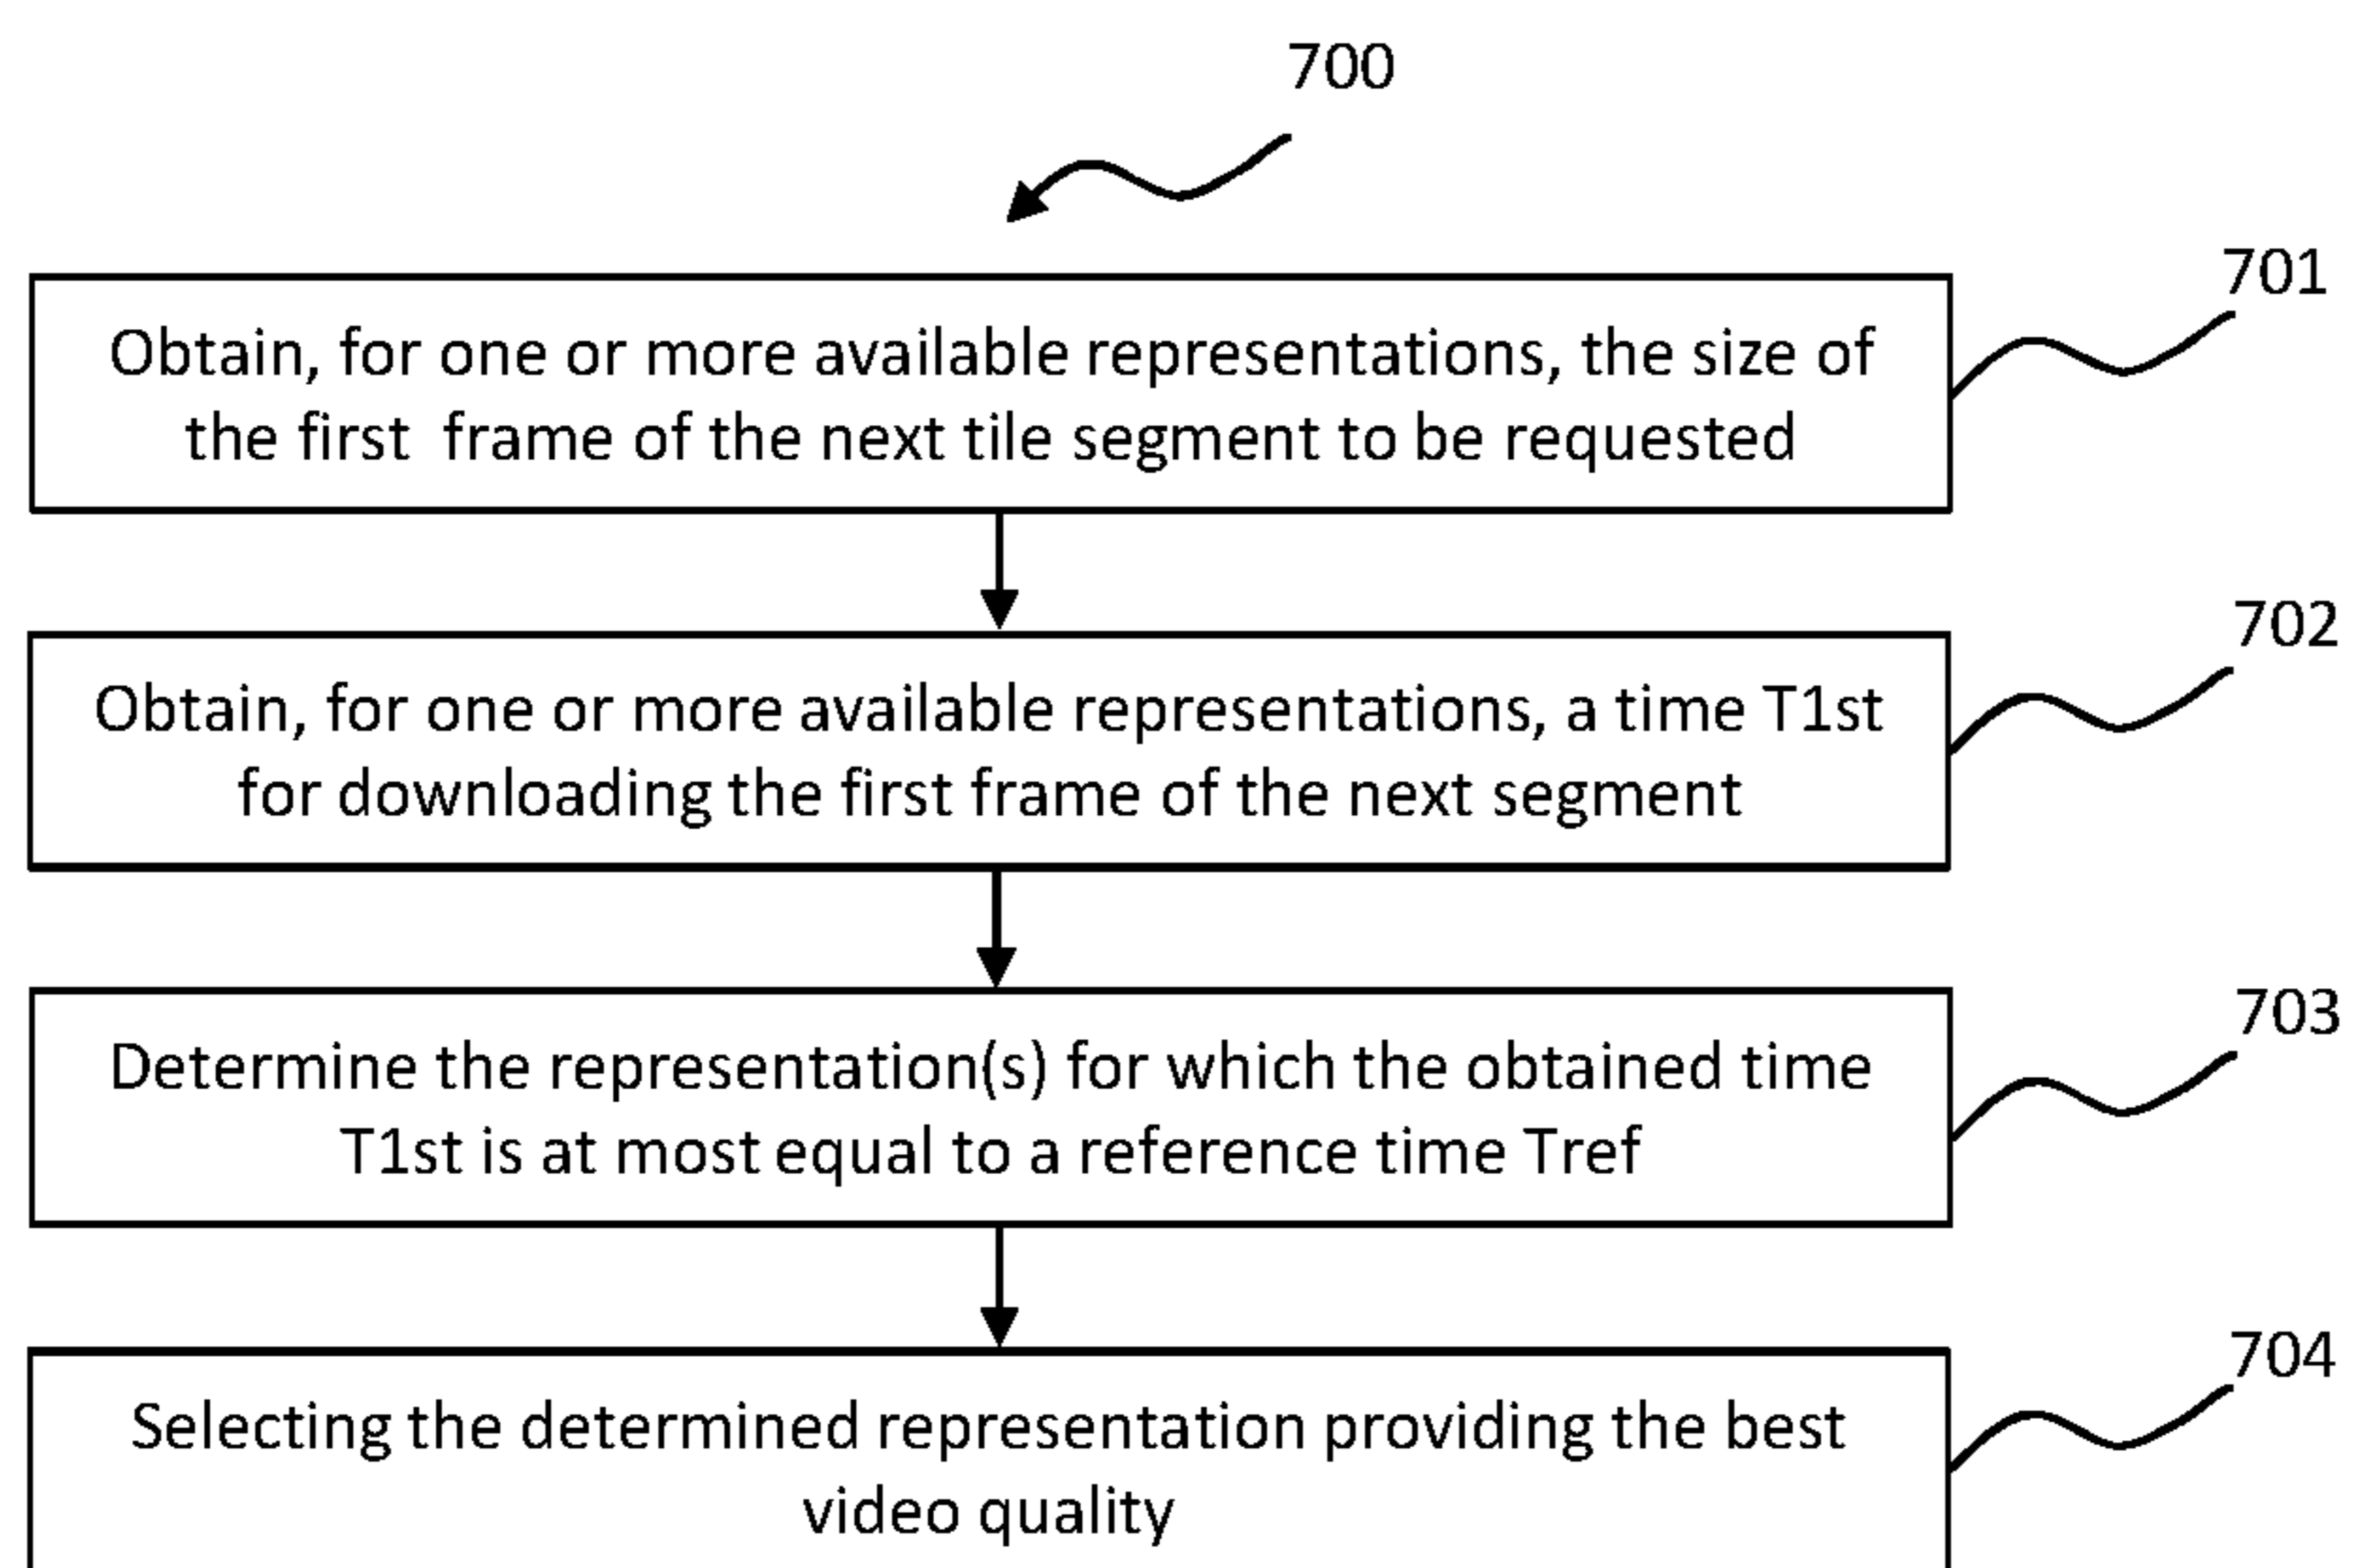 700
701
Obtain, for one or more available representations, the size of
the first frame of the next tile segment to be requested
702
Obtain, for one or more available representations, a time T1st
for downloading the first frame of the next segment
703
Determine the representation(s) for which the obtained time
T1st is at most equal to a reference time Tref
704
Selecting the determined representation providing the best
video quality